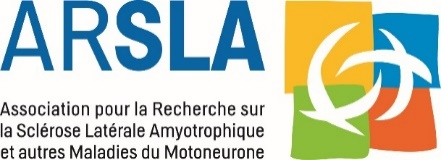 ARSLA
Association pour la Recherche sur
la Sclérose Latérale Amyotrophique
et autres Maladies du Motoneurone